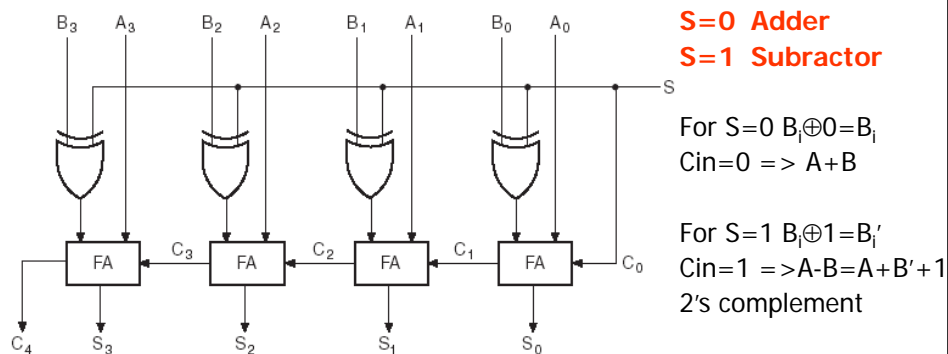 B₃ A₃ B₂ A₂ B₁ A₁ B₀ A₀
S
FA C₃ FA C₂ FA C₁ FA C₀
C₄ S₃ S₂ S₁ S₀
S=0 Adder
S=1 Subractor
For S=0 Bᵢ⊕0=Bᵢ
Cin=0 = > A+B
For S=1 Bᵢ⊕1=Bᵢ′
Cin=1 =>A-B=A+B′+1
2's complement